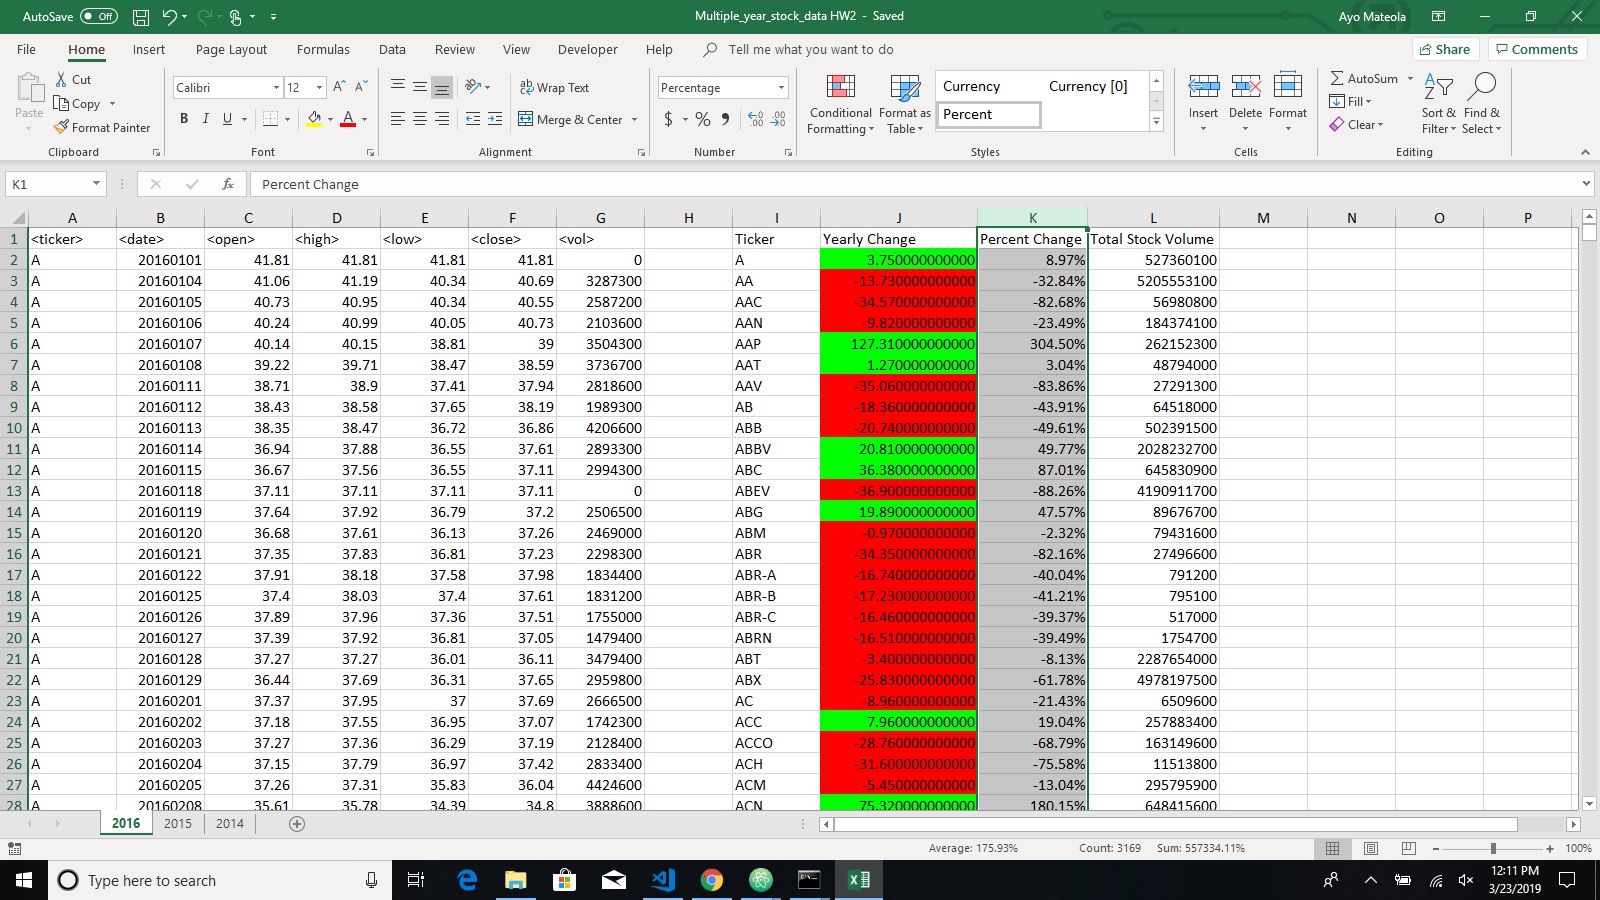 AutoSave Off Multiple_year_stock_data HW2 - Saved Ayo Mateola
File Home Insert Page Layout Formulas Data Review View Developer Help Tell me what you want to do Share Comments
Paste Cut Copy Format Painter Clipboard
Calibri 12 A A B I U A Font
Wrap Text Merge & Center Alignment
Percentage $ % Number
Conditional Formatting Format as Table Currency Currency [0] Percent Styles
Insert Delete Format Cells
AutoSum Fill Clear Sort & Filter Find & Select Editing
K1 fx Percent Change
A B C D E F G H I J K L M N O P
1 <ticker> <date> <open> <high> <low> <close> <vol> Ticker Yearly Change Percent Change Total Stock Volume
2 A 20160101 41.81 41.81 41.81 41.81 0 A 3.750000000000 8.97% 527360100
3 A 20160104 41.06 41.19 40.34 40.69 3287300 AA -13.730000000000 -32.84% 5205553100
4 A 20160105 40.73 40.95 40.34 40.55 2587200 AAC -34.570000000000 -82.68% 56980800
5 A 20160106 40.24 40.99 40.05 40.73 2103600 AAN -9.820000000000 -23.49% 184374100
6 A 20160107 40.14 40.15 38.81 39 3504300 AAP 127.310000000000 304.50% 262152300
7 A 20160108 39.22 39.71 38.47 38.59 3736700 AAT 1.270000000000 3.04% 48794000
8 A 20160111 38.71 38.9 37.41 37.94 2818600 AAV -35.060000000000 -83.86% 27291300
9 A 20160112 38.43 38.58 37.65 38.19 1989300 AB -18.360000000000 -43.91% 64518000
10 A 20160113 38.35 38.47 36.72 36.86 4206600 ABB -20.740000000000 -49.61% 502391500
11 A 20160114 36.94 37.88 36.55 37.61 2893300 ABBV 20.810000000000 49.77% 2028232700
12 A 20160115 36.67 37.56 36.55 37.11 2994300 ABC 36.380000000000 87.01% 645830900
13 A 20160118 37.11 37.11 37.11 37.11 0 ABEV -36.900000000000 -88.26% 4190911700
14 A 20160119 37.64 37.92 36.79 37.2 2506500 ABG 19.890000000000 47.57% 89676700
15 A 20160120 36.68 37.61 36.13 37.26 2469000 ABM -0.970000000000 -2.32% 79431600
16 A 20160121 37.35 37.83 36.81 37.23 2298300 ABR -34.350000000000 -82.16% 27496600
17 A 20160122 37.91 38.18 37.58 37.98 1834400 ABR-A -16.740000000000 -40.04% 791200
18 A 20160125 37.4 38.03 37.4 37.61 1831200 ABR-B -17.230000000000 -41.21% 795100
19 A 20160126 37.89 37.96 37.36 37.51 1755000 ABR-C -16.460000000000 -39.37% 517000
20 A 20160127 37.39 37.92 36.81 37.05 1479400 ABRN -16.510000000000 -39.49% 1754700
21 A 20160128 37.27 37.27 36.01 36.11 3479400 ABT -3.400000000000 -8.13% 2287654000
22 A 20160129 36.44 37.69 36.31 37.65 2959800 ABX -25.830000000000 -61.78% 4978197500
23 A 20160201 37.37 37.95 37 37.69 2666500 AC -8.960000000000 -21.43% 6509600
24 A 20160202 37.18 37.55 36.95 37.07 1742300 ACC 7.960000000000 19.04% 257883400
25 A 20160203 37.27 37.36 36.29 37.19 2128400 ACCO -28.760000000000 -68.79% 163149600
26 A 20160204 37.15 37.79 36.97 37.42 2833400 ACH -31.600000000000 -75.58% 11513800
27 A 20160205 37.26 37.31 35.83 36.04 4424600 ACM -5.450000000000 -13.04% 295795900
28 A 20160208 35.61 35.78 34.39 34.8 3888600 ACN 75.320000000000 180.15% 648415600
2016 2015 2014
Average: 175.93% Count: 3169 Sum: 557334.11% 100%
Type here to search 12:11 PM
3/23/2019